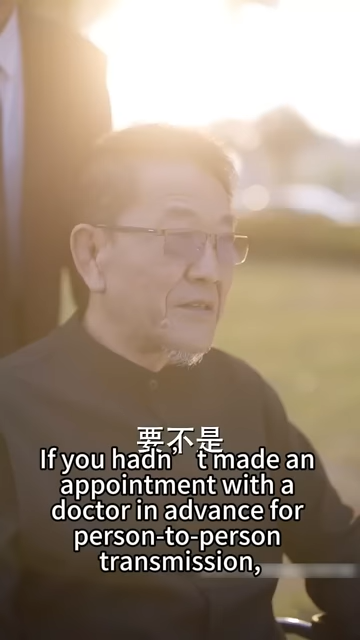 要不是
If you hadn’t made an
appointment with a
doctor in advance for
person-to-person
transmission,